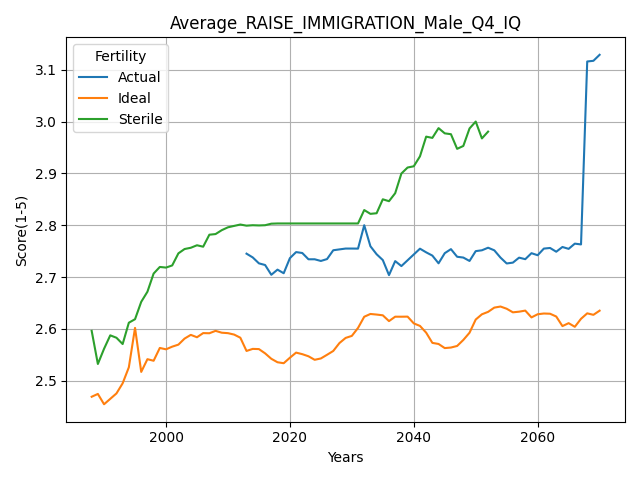 Average_RAISE_IMMIGRATION_Male_Q4_IQ
Fertility
Actual
Ideal
Sterile
Score(1-5)
3.1
3.0
2.9
2.8
2.7
2.6
2.5
2000
2020
2040
2060
Years